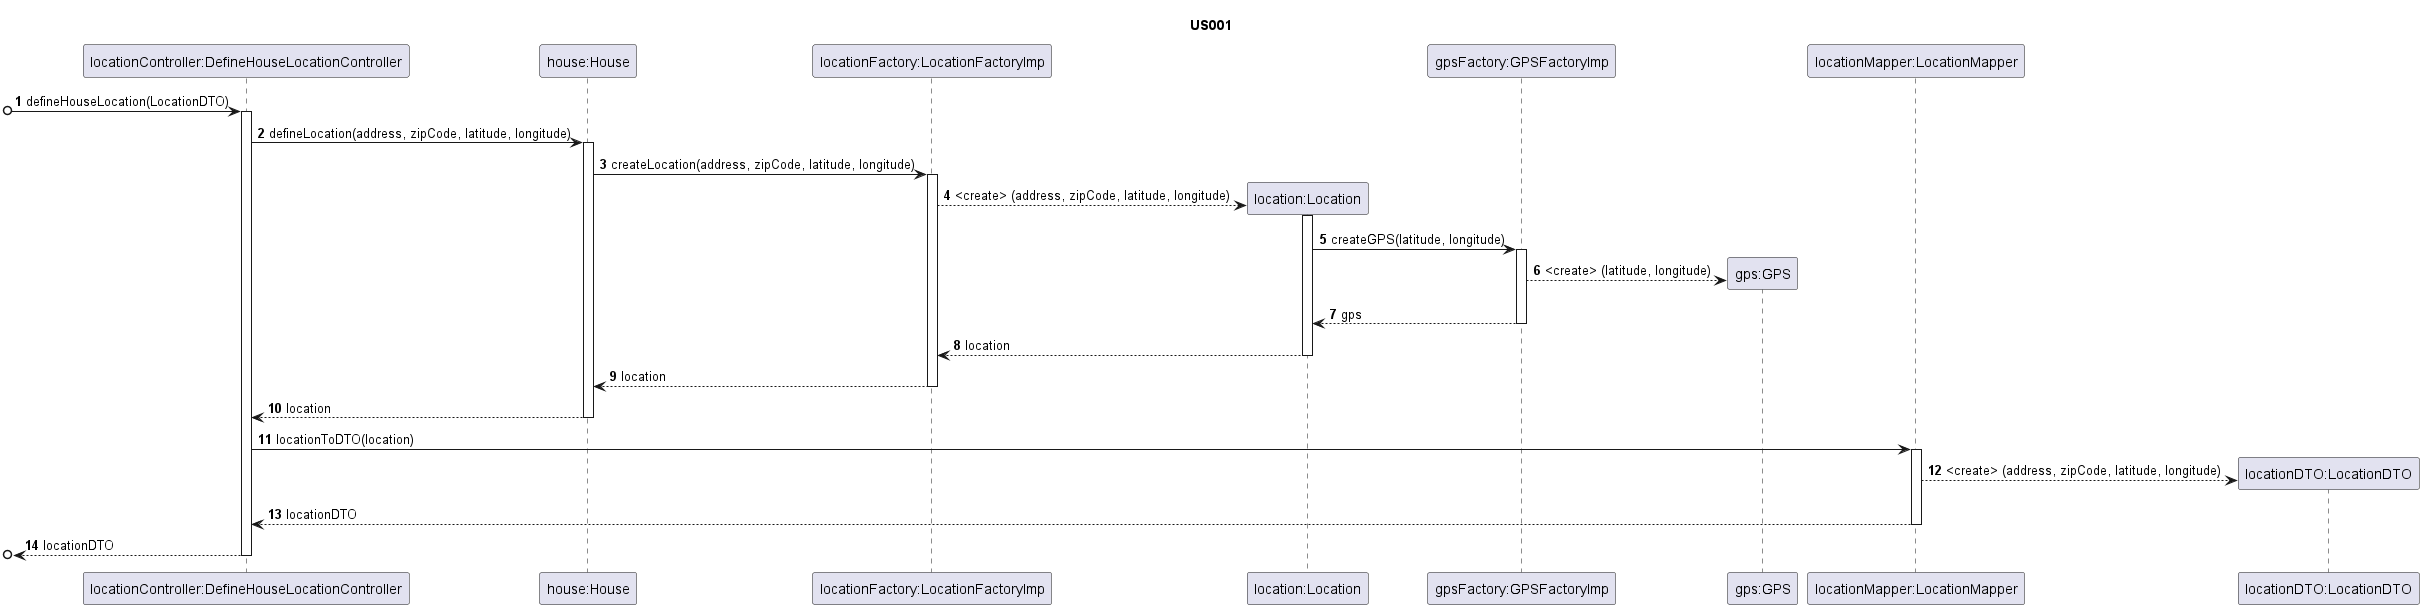 US001
locationController:DefineHouseLocationController
house:House
locationFactory:LocationFactoryImp
gpsFactory:GPSFactoryImp
locationMapper:LocationMapper
1 defineHouseLocation(LocationDTO)
2 defineLocation(address, zipCode, latitude, longitude)
3 createLocation(address, zipCode, latitude, longitude)
4 <create> (address, zipCode, latitude, longitude)
location:Location
5 createGPS(latitude, longitude)
6 <create> (latitude, longitude)
gps:GPS
7 gps
8 location
9 location
10 location
11 locationToDTO(location)
12 <create> (address, zipCode, latitude, longitude)
locationDTO:LocationDTO
13 locationDTO
14 locationDTO
locationController:DefineHouseLocationController
house:House
locationFactory:LocationFactoryImp
location:Location
gpsFactory:GPSFactoryImp
gps:GPS
locationMapper:LocationMapper
locationDTO:LocationDTO